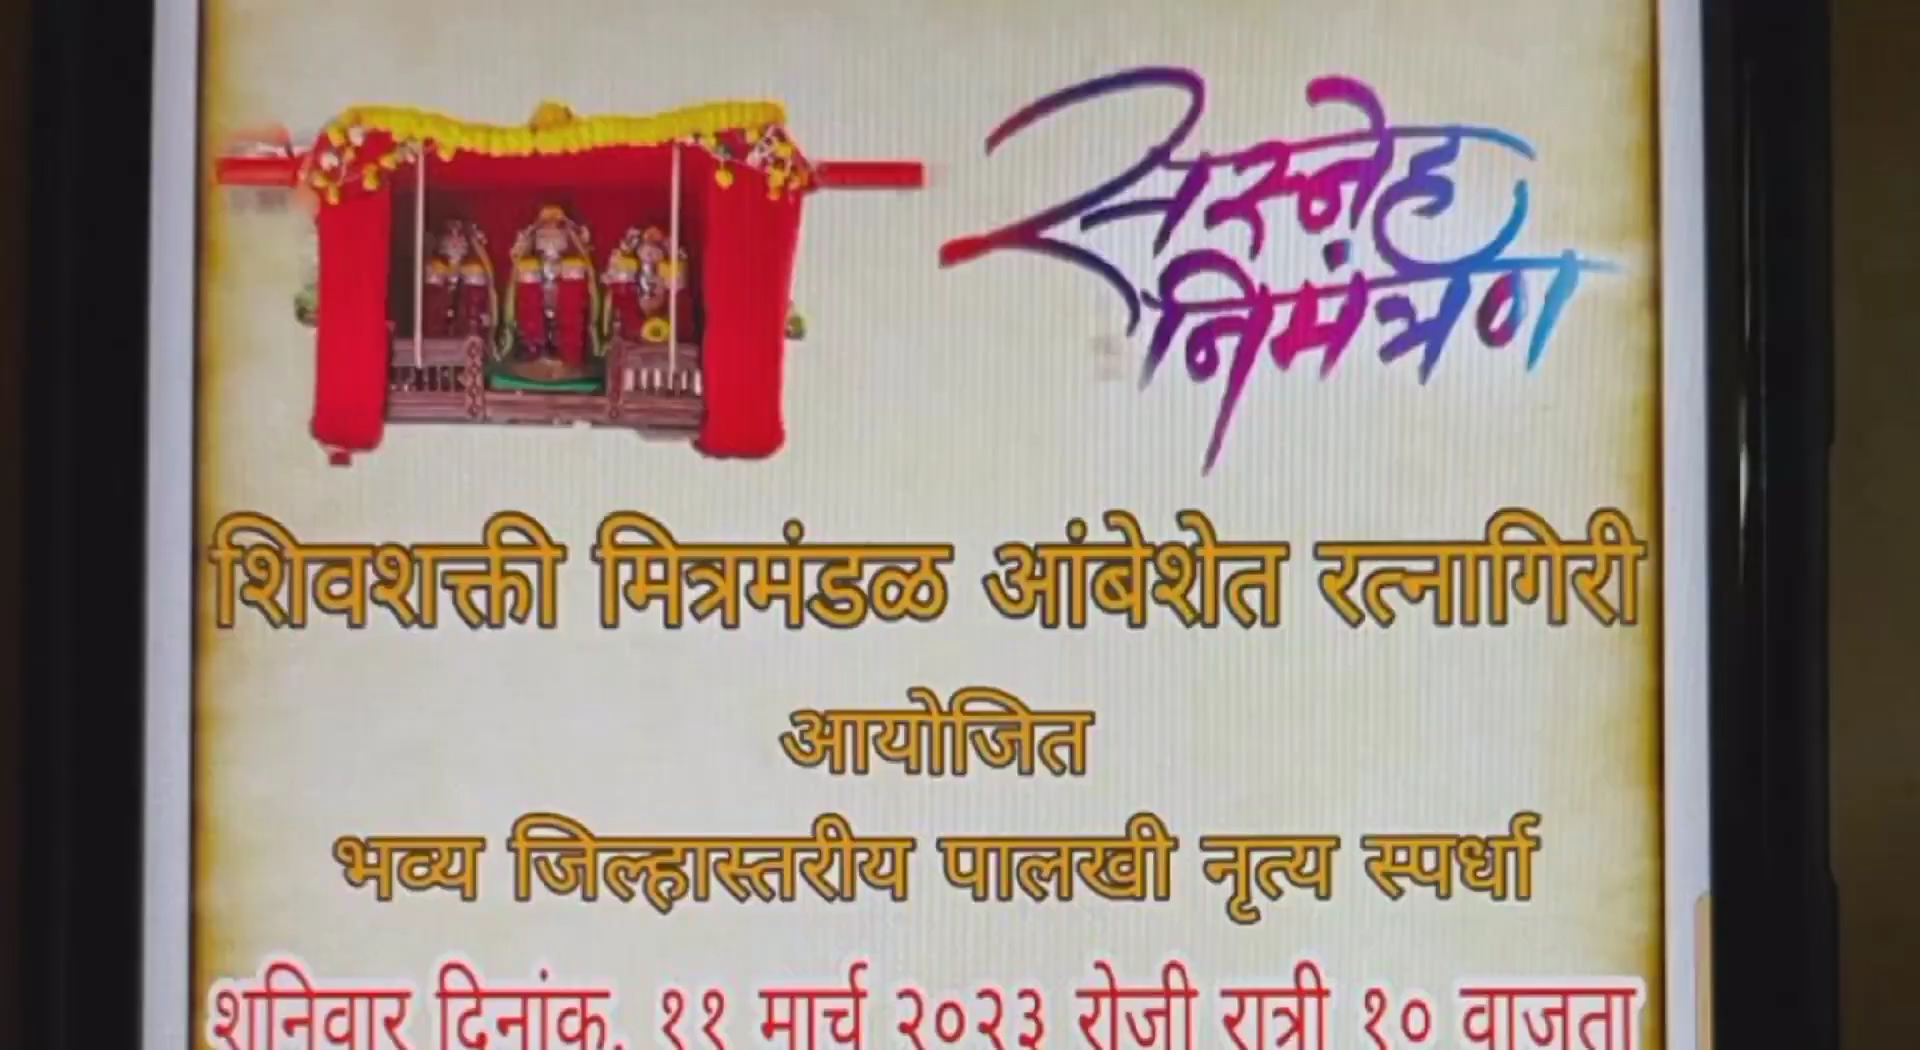 सस्नेह
निमंत्रण
शिवशक्ती मित्रमंडळ आंबेशेत रत्नागिरी
आयोजित
भव्य जिल्हास्तरीय पालखी नृत्य स्पर्धा
शनिवार दिनांक. ११ मार्च २०२३ रोजी रात्री १० वाजता